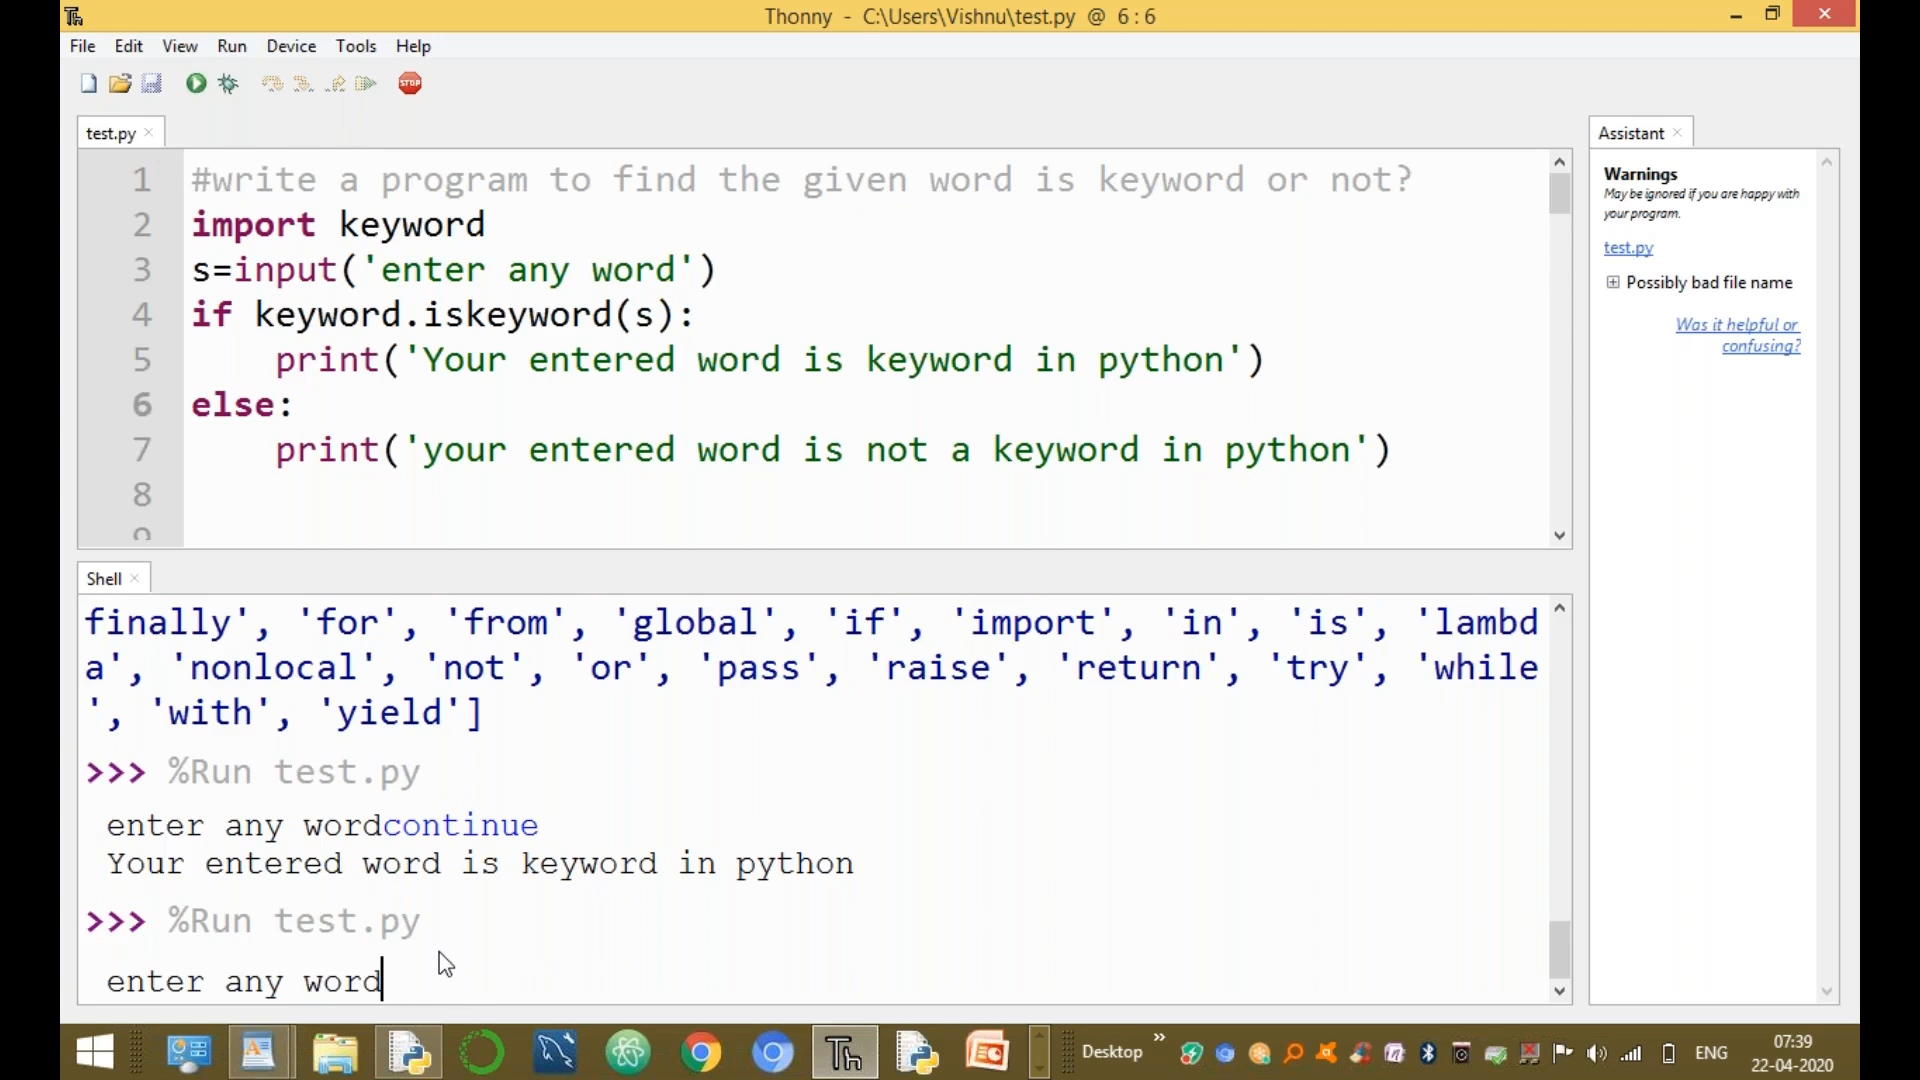 Thonny - C:\Users\Vishnu\test.py @ 6 : 6
File Edit View Run Device Tools Help
STOP
test.py
1 #write a program to find the given word is keyword or not?
2 import keyword
3 s=input('enter any word')
4 if keyword.iskeyword(s):
5 print('Your entered word is keyword in python')
6 else:
7 print('your entered word is not a keyword in python')
8
9
Shell
finally', 'for', 'from', 'global', 'if', 'import', 'in', 'is', 'lambd
a', 'nonlocal', 'not', 'or', 'pass', 'raise', 'return', 'try', 'while
', 'with', 'yield']
>>> %Run test.py
enter any wordcontinue
Your entered word is keyword in python
>>> %Run test.py
enter any word
Assistant
Warnings
May be ignored if you are happy with
your program.
test.py
Possibly bad file name
Was it helpful or
confusing?
Th
Desktop
ENG
07:39
22-04-2020